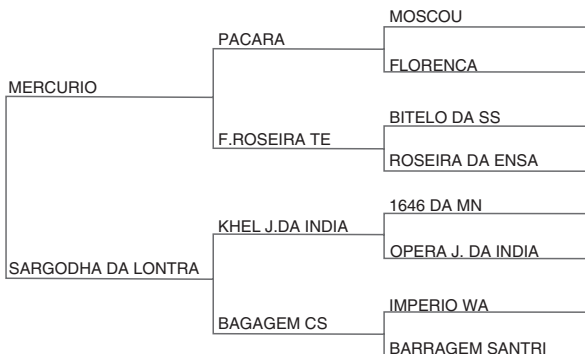 MOSCOU
PACARA
FLORENCA
MERCURIO
BITELO DA SS
F.ROSEIRA TE
ROSEIRA DA ENSA
1646 DA MN
KHEL J.DA INDIA
OPERA J. DA INDIA
SARGODHA DA LONTRA
IMPERIO WA
BAGAGEM CS
BARRAGEM SANTRI